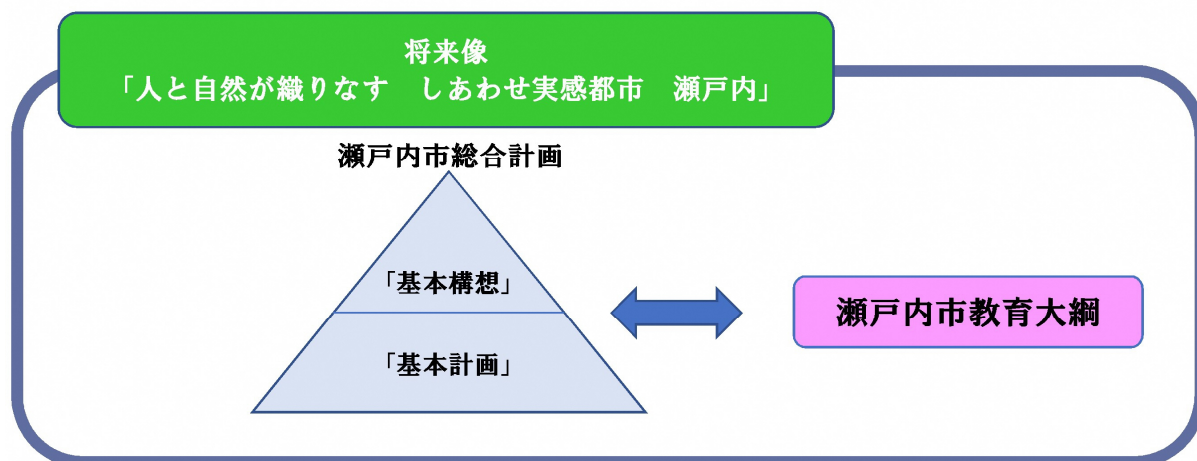 将来像
「人と自然が織りなす　しあわせ実感都市　瀬戸内」
瀬戸内市総合計画
「基本構想」
「基本計画」
瀬戸内市教育大綱